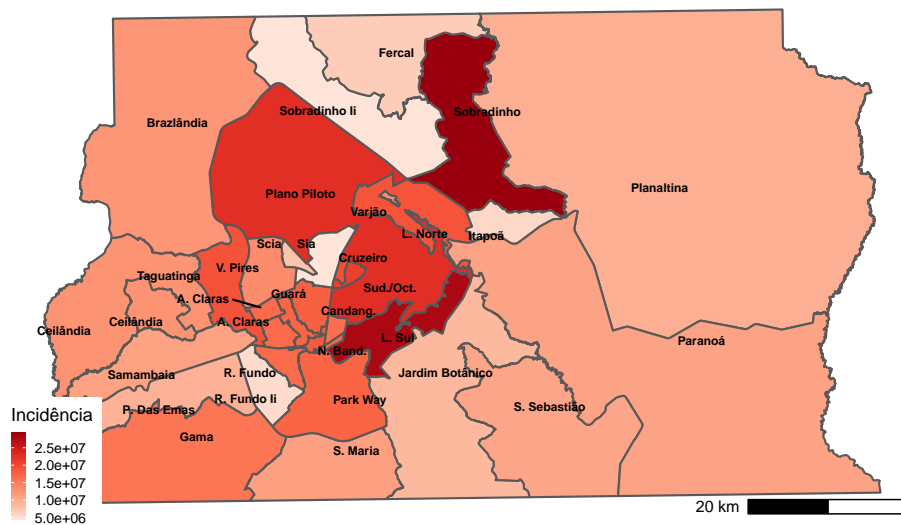 Fercal
Sobradinho Ii
Sobradinho
Brazlândia
Planaltina
Plano Piloto
Varjão
L. Norte
Itapoã
Scia
Sia
Cruzeiro
V. Pires
Taguatinga
Guará
Sud./Oct.
A. Claras
Candang.
Ceilândia
Ceilândia
A. Claras
L. Sul
Paranoá
N. Band.
Samambaia
R. Fundo
Jardim Botânico
R. Fundo Ii
Park Way
P. Das Emas
S. Sebastião
Gama
S. Maria
Incidência
2.5e+07
2.0e+07
1.5e+07
1.0e+07
5.0e+06
20 km